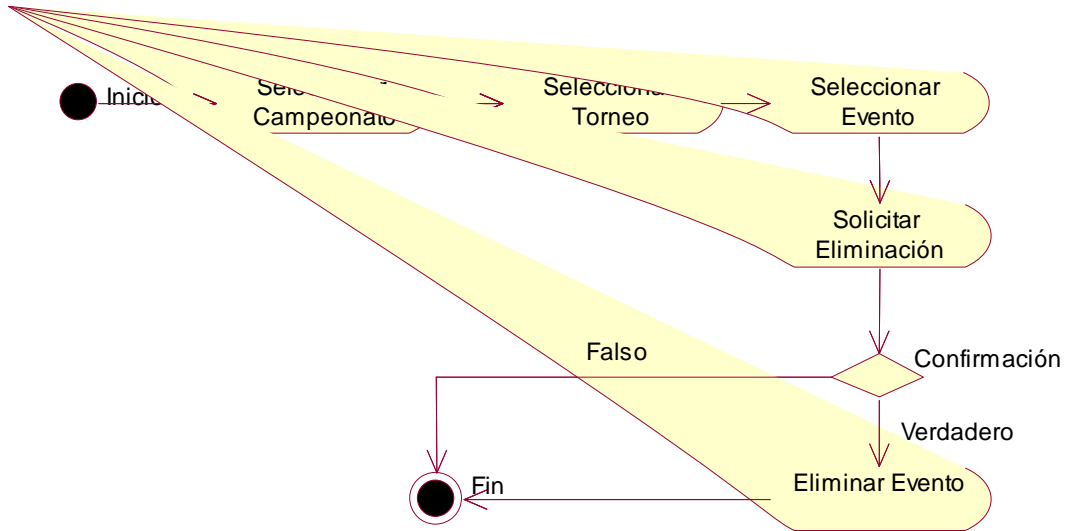 Inicio
Campeonato
Seleccionar
Torneo
Seleccionar
Evento
Solicitar
Eliminación
Falso
Confirmación
Verdadero
Fin
Eliminar Evento